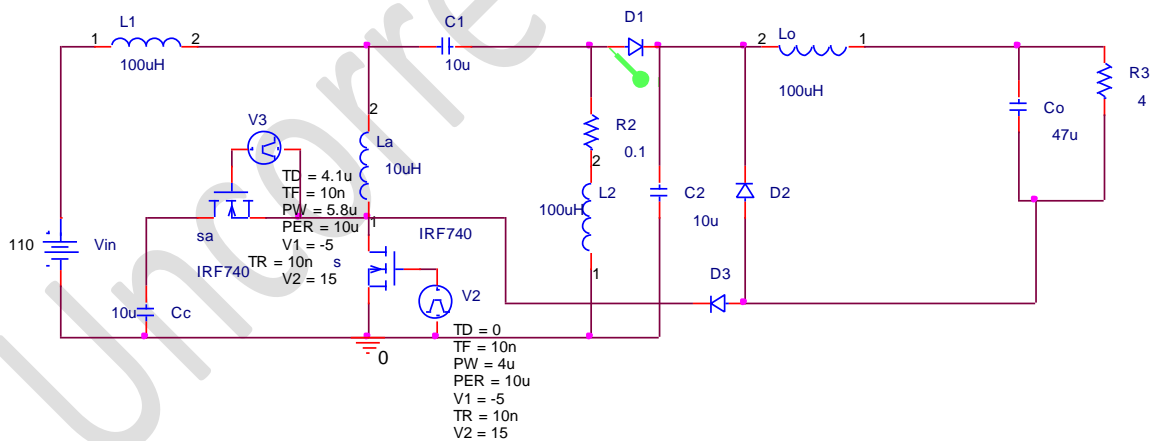 L1
1
2
100uH
C1
10u
D1
2
Lo
1
100uH
R3
4
Co
47u
V3
2
La
10uH
R2
0.1
2
L2
100uH
1
C2
10u
D2
TD = 4.1u
TF = 10n
PW = 5.8u
PER = 10u
V1 = -5
TR = 10n
V2 = 15
1
sa
IRF740
s
IRF740
110
Vin
10u
Cc
V2
D3
0
TD = 0
TF = 10n
PW = 4u
PER = 10u
V1 = -5
TR = 10n
V2 = 15
Uncorre